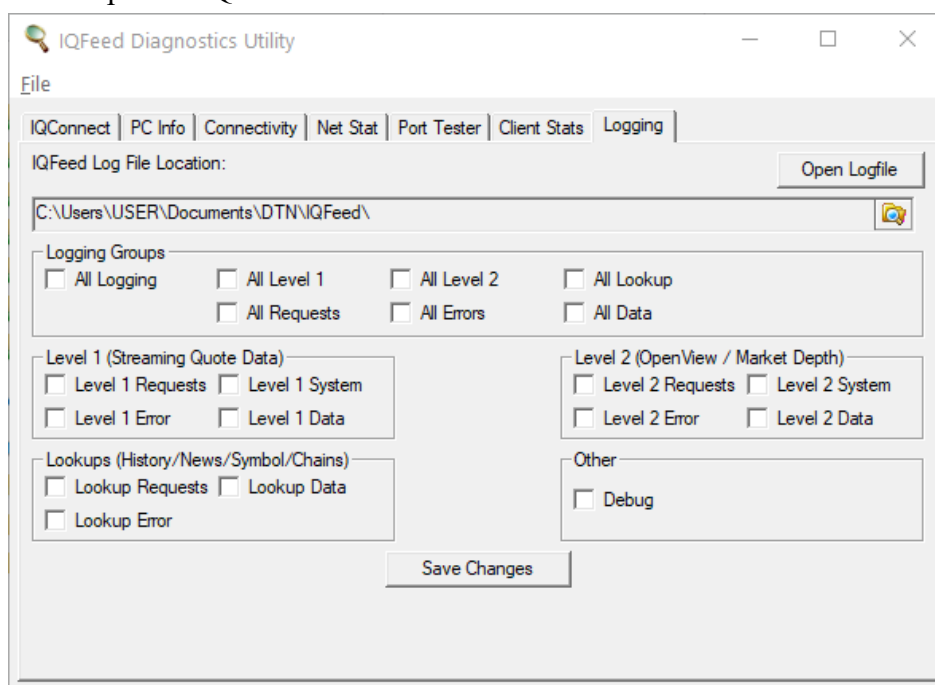 IQFeed Diagnostics Utility
File
IQConnect PC Info Connectivity Net Stat Port Tester Client Stats Logging
IQFeed Log File Location:
Open Logfile
C:\Users\USER\Documents\DTN\IQFeed\
Logging Groups
All Logging All Level 1 All Level 2 All Lookup
All Requests All Errors All Data
Level 1 (Streaming Quote Data)
Level 1 Requests Level 1 System
Level 1 Error Level 1 Data
Level 2 (OpenView / Market Depth)
Level 2 Requests Level 2 System
Level 2 Error Level 2 Data
Lookups (History/News/Symbol/Chains)
Lookup Requests Lookup Data
Lookup Error
Other
Debug
Save Changes